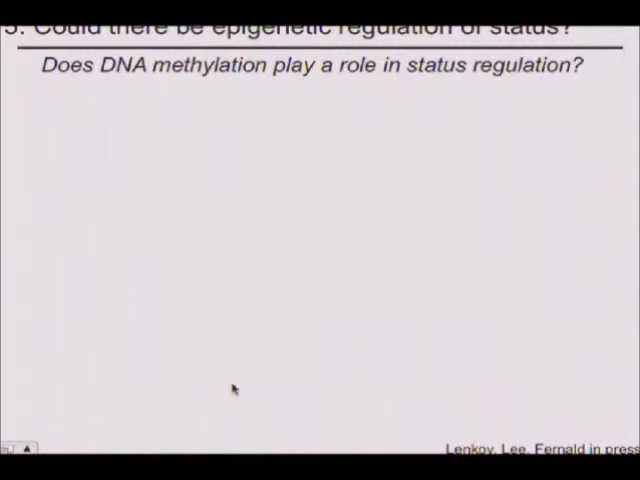 5. Could there be epigenetic regulation of status?
Does DNA methylation play a role in status regulation?
Lenkov, Lee, Fernald in press